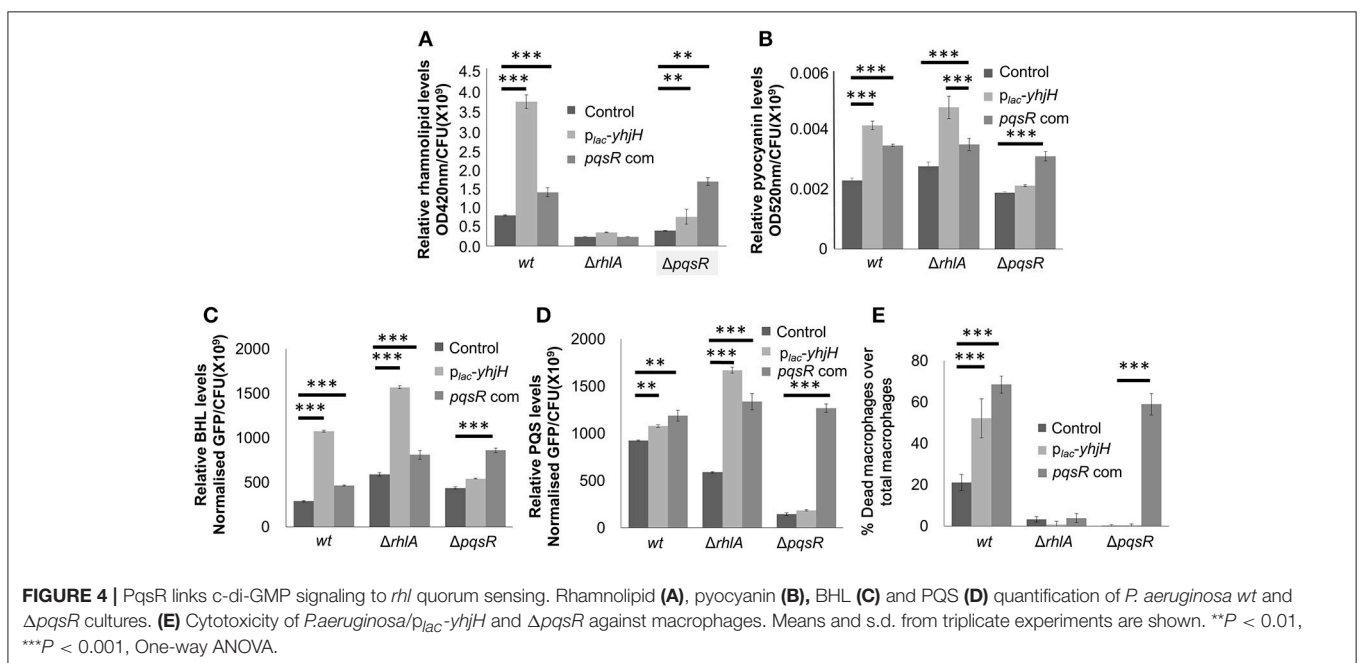 A
Relative rhamnolipid levels
OD420nm/CFU(X10⁹)
4.5
4.0
3.5
3.0
2.5
2.0
1.5
1.0
0.5
0.0
***
***
**
**
Control
p_lac-yhjH
pqsR com
wt
ΔrhlA
ΔpqsR
B
Relative pyocyanin levels
OD520nm/CFU(X10⁹)
0.006
0.004
0.002
0
***
***
***
***
***
Control
p_lac-yhjH
pqsR com
wt
ΔrhlA
ΔpqsR
C
Relative BHL levels
Normalised GFP/CFU(X10⁹)
2000
1500
1000
500
0
***
***
***
***
***
Control
p_lac-yhjH
pqsR com
wt
ΔrhlA
ΔpqsR
D
Relative PQS levels
Normalised GFP/CFU(X10⁹)
2000
1500
1000
500
0
**
**
***
***
***
Control
p_lac-yhjH
pqsR com
wt
ΔrhlA
ΔpqsR
E
% Dead macrophages over
total macrophages
80
60
40
20
0
***
***
***
Control
p_lac-yhjH
pqsR com
wt
ΔrhlA
ΔpqsR
FIGURE 4 | PqsR links c-di-GMP signaling to rhl quorum sensing. Rhamnolipid (A), pyocyanin (B), BHL (C) and PQS (D) quantification of P. aeruginosa wt and
ΔpqsR cultures. (E) Cytotoxicity of P.aeruginosa/p_lac-yhjH and ΔpqsR against macrophages. Means and s.d. from triplicate experiments are shown. **P < 0.01,
***P < 0.001, One-way ANOVA.